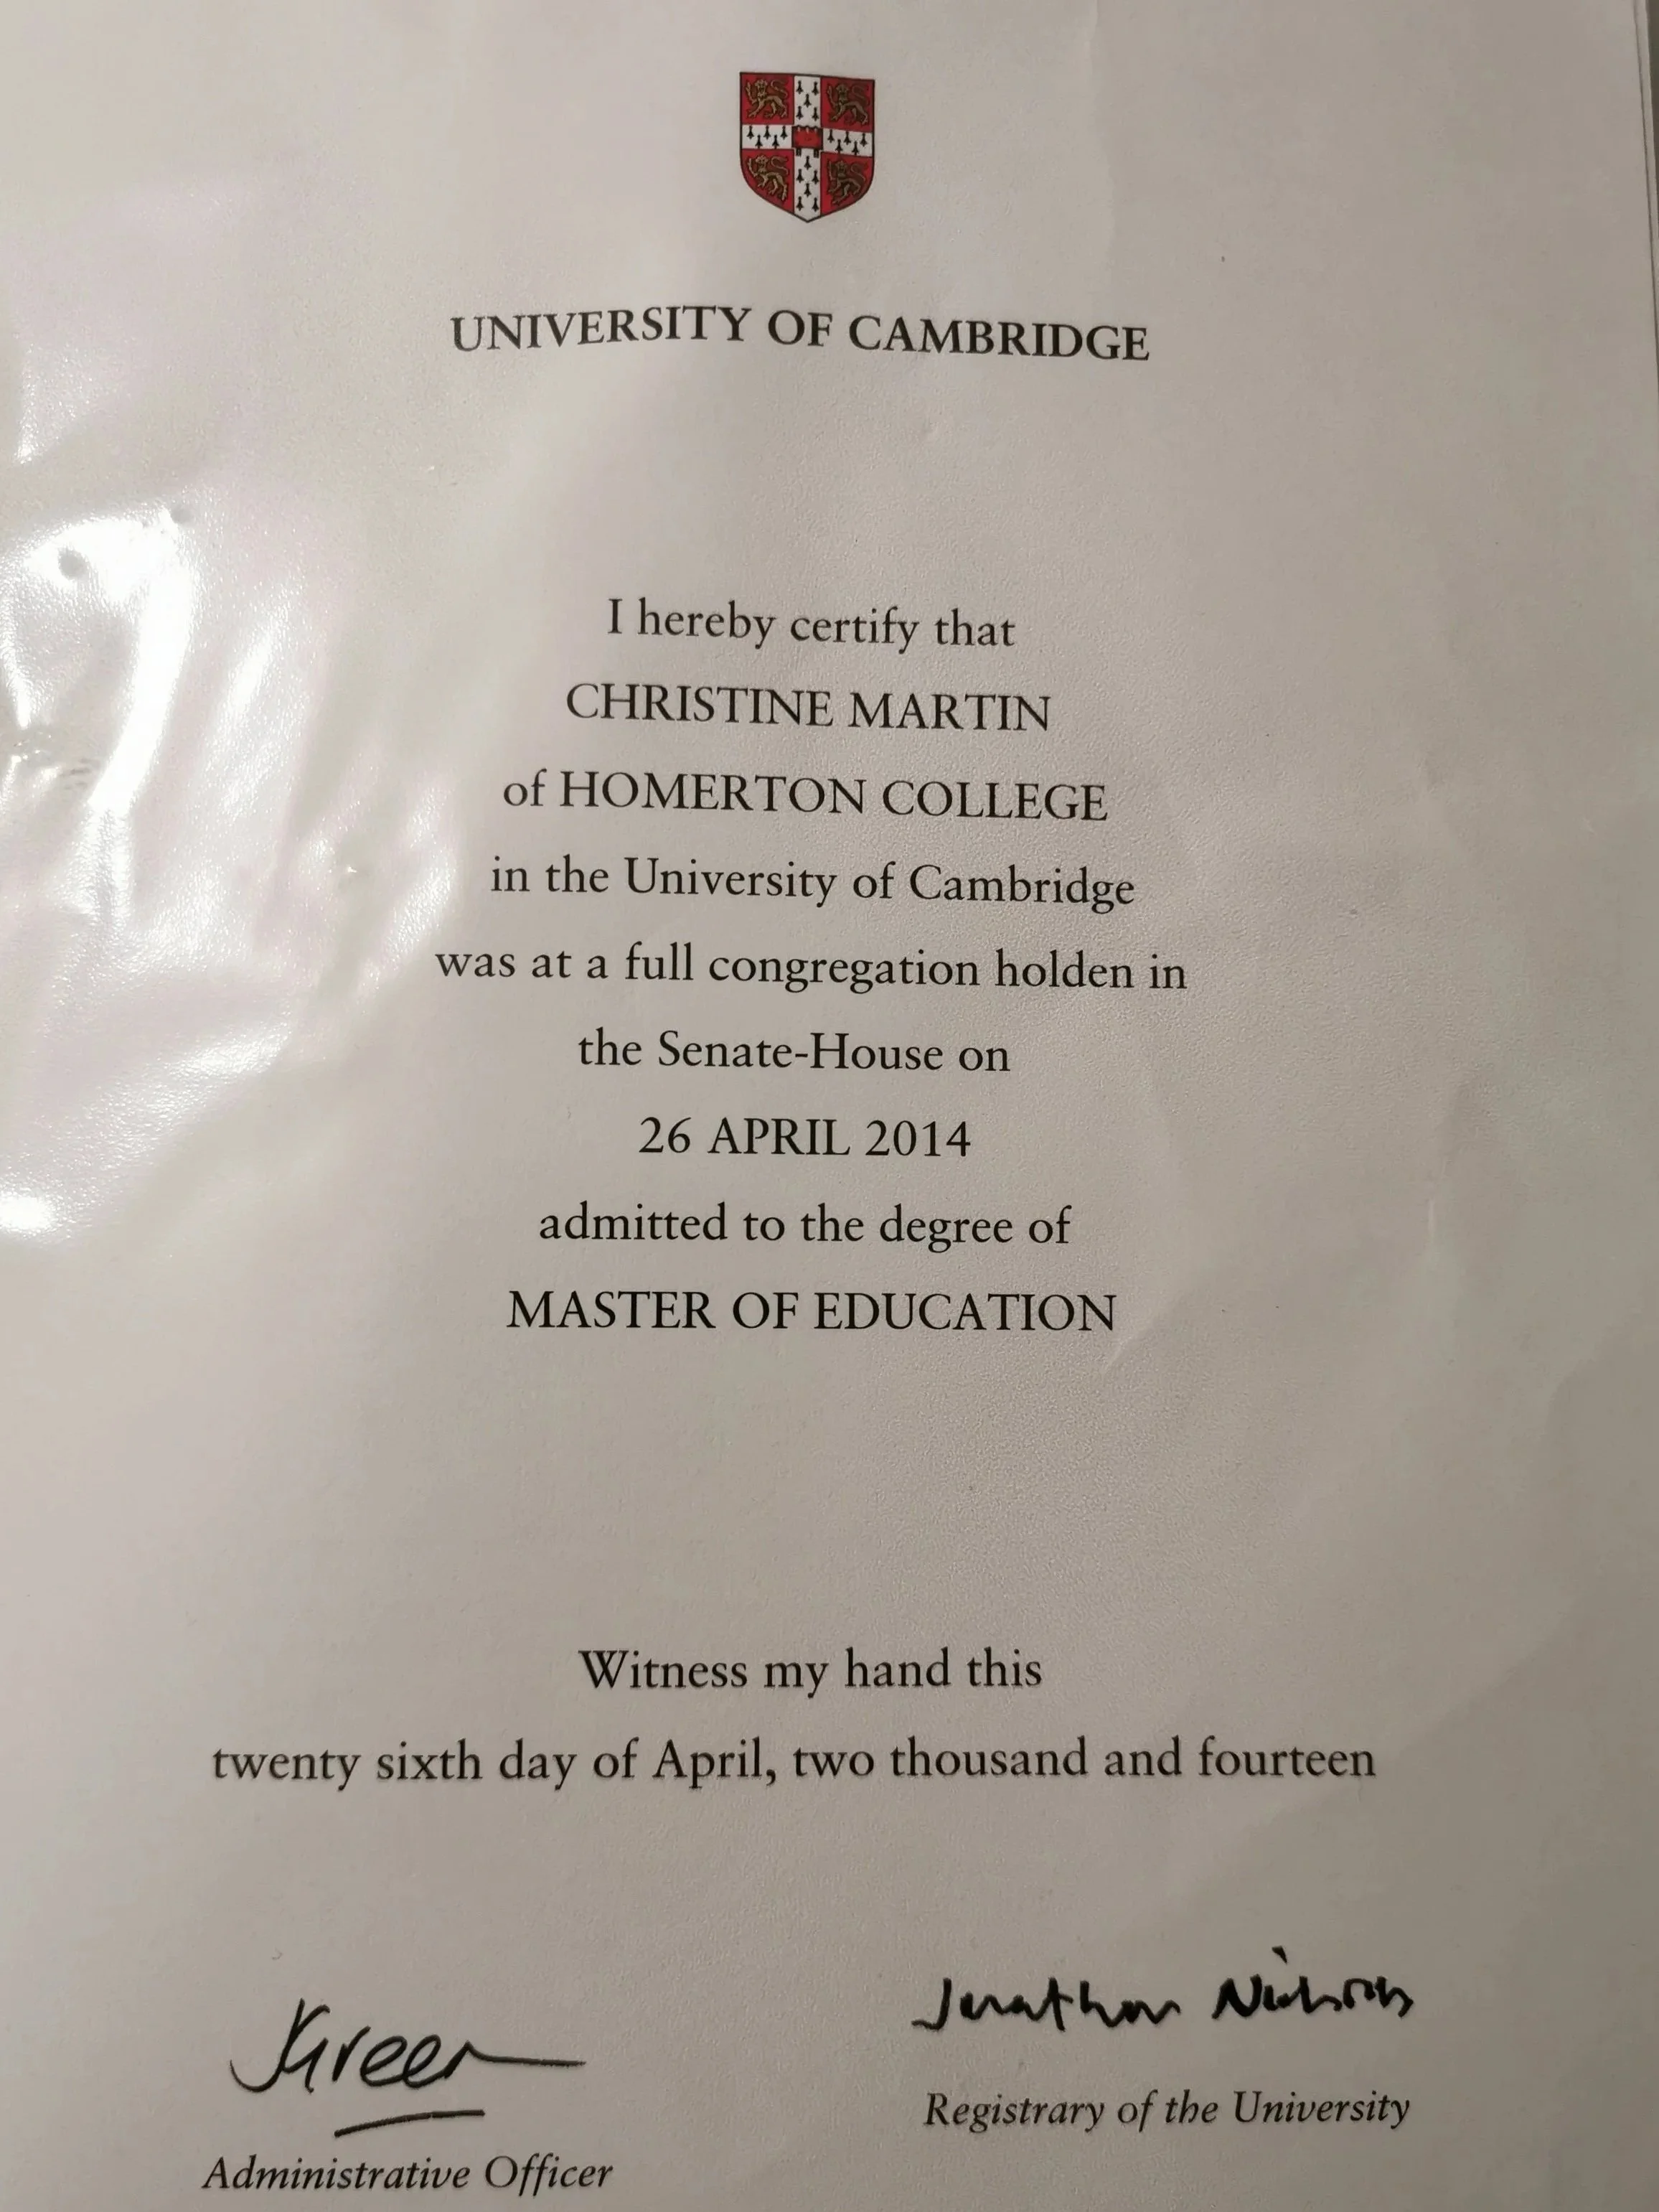 UNIVERSITY OF CAMBRIDGE
I hereby certify that
CHRISTINE MARTIN
of HOMERTON COLLEGE
in the University of Cambridge
was at a full congregation holden in
the Senate-House on
26 APRIL 2014
admitted to the degree of
MASTER OF EDUCATION
Witness my hand this
twenty sixth day of April, two thousand and fourteen
Jonathan Nicholls
Registrary of the University
JGreen
Administrative Officer